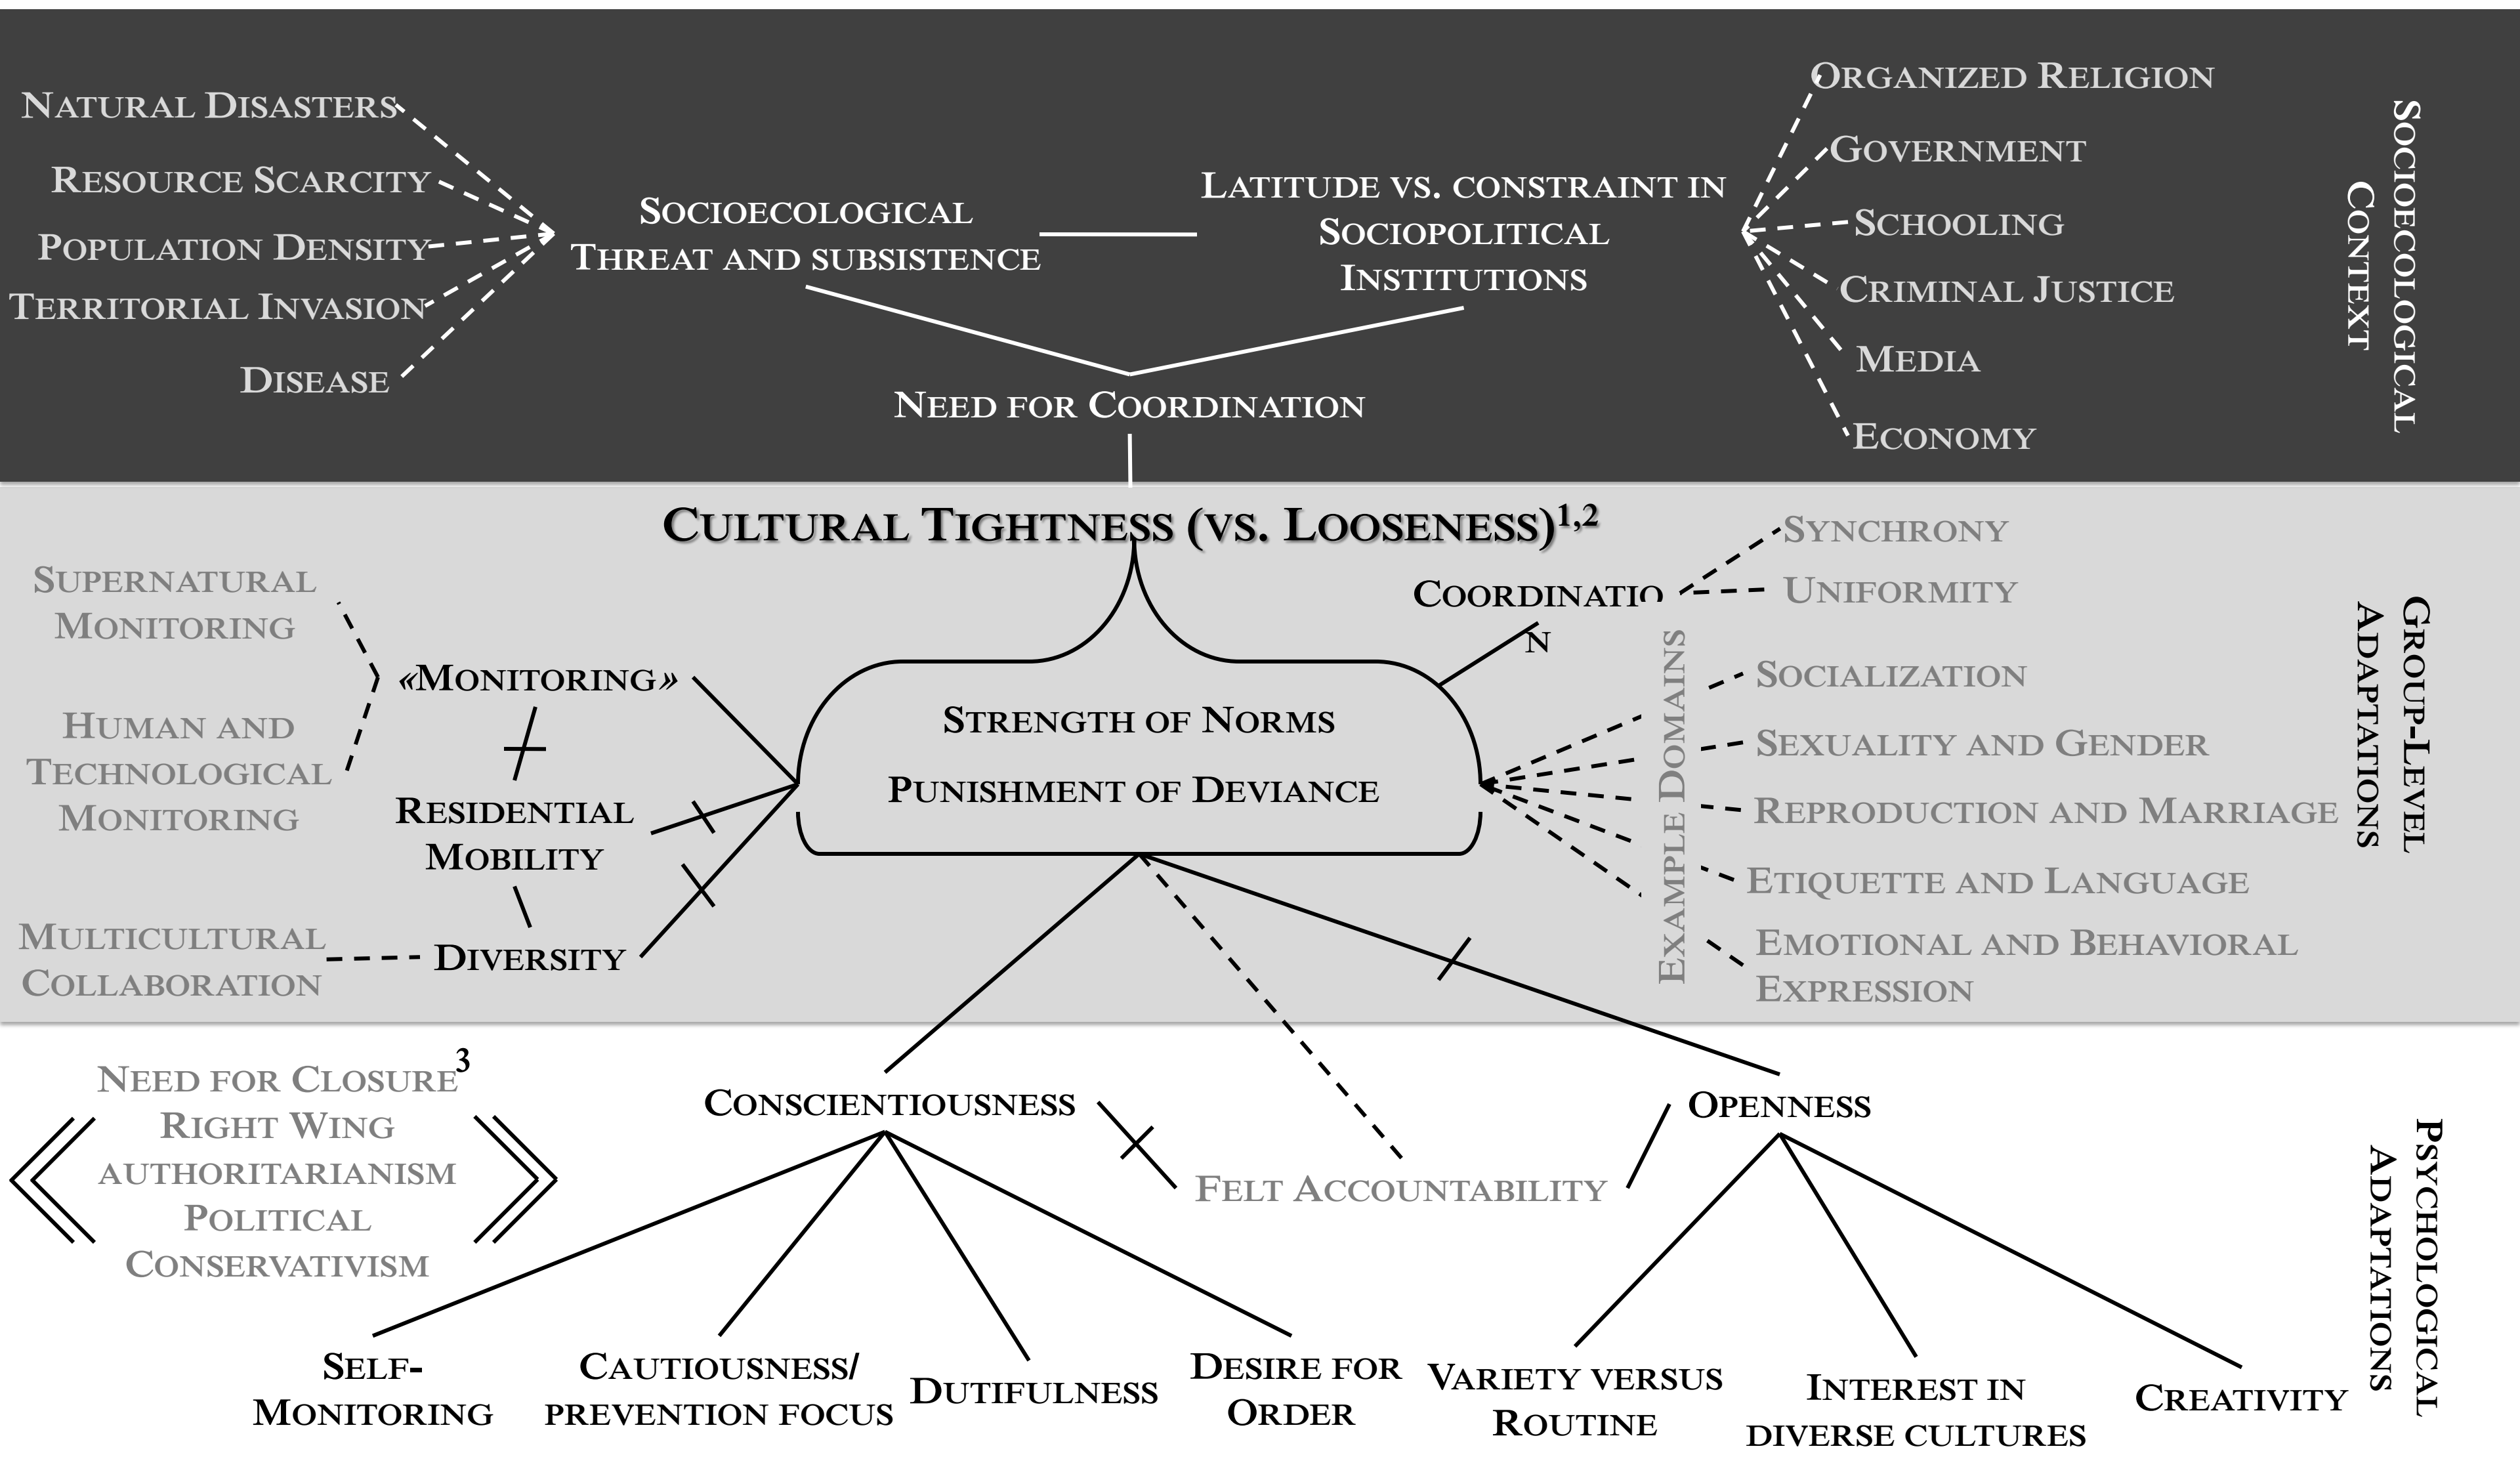 Natural Disasters
Resource Scarcity
Population Density
Territorial Invasion
Disease
Socioecological
Threat and subsistence
Latitude vs. constraint in
Sociopolitical
Institutions
Need for Coordination
Organized Religion
Government
Schooling
Criminal Justice
Media
Economy
Socioecological
Context
Cultural Tightness (vs. Looseness)1,2
Supernatural
Monitoring
Human and
Technological
Monitoring
Multicultural
Collaboration
«Monitoring»
Residential
Mobility
Diversity
Strength of Norms
Punishment of Deviance
Coordinatio
n
Synchrony
Uniformity
Example Domains
Socialization
Sexuality and Gender
Reproduction and Marriage
Etiquette and Language
Emotional and Behavioral
Expression
Group-Level
Adaptations
Need for Closure3
Right Wing
authoritarianism
Political
Conservativism
Conscientiousness
Felt Accountability
Openness
Self-
Monitoring
Cautiousness/
prevention focus
Dutifulness
Desire for
Order
Variety versus
Routine
Interest in
diverse cultures
Creativity
Psychological
Adaptations